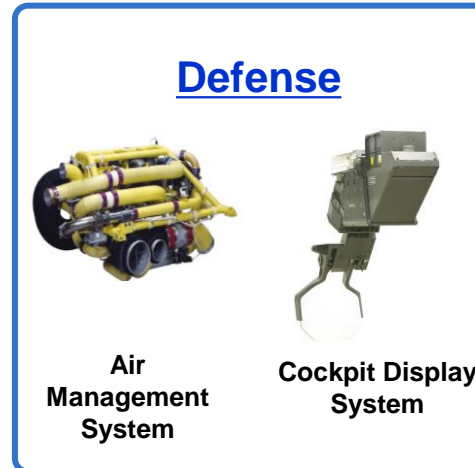 Defense
Air
Management
System
Cockpit Display
System